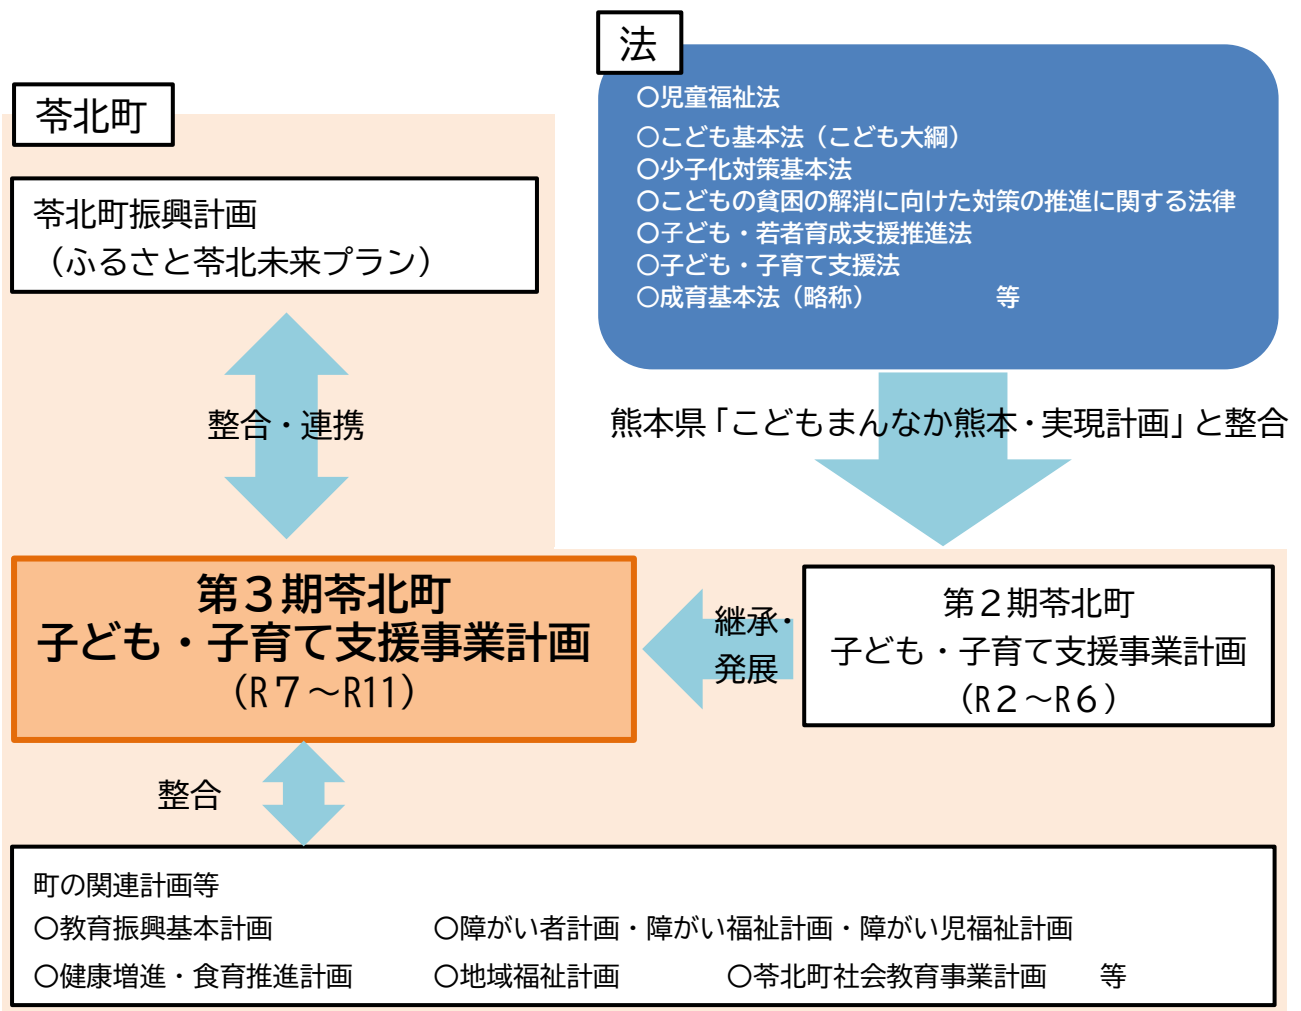 法
〇児童福祉法
〇こども基本法（こども大綱）
〇少子化対策基本法
〇こどもの貧困の解消に向けた対策の推進に関する法律
〇子ども・若者育成支援推進法
〇子ども・子育て支援法
〇成育基本法（略称）　　　　　等
苓北町
苓北町振興計画
（ふるさと苓北未来プラン）
整合・連携
熊本県「こどもまんなか熊本・実現計画」と整合
第３期苓北町
子ども・子育て支援事業計画
（R７～R11）
継承・
発展
第２期苓北町
子ども・子育て支援事業計画
（R２～R６）
整合
町の関連計画等
〇教育振興基本計画　　　　　　〇障がい者計画・障がい福祉計画・障がい児福祉計画
〇健康増進・食育推進計画　　　〇地域福祉計画　　　　〇苓北町社会教育事業計画　　等